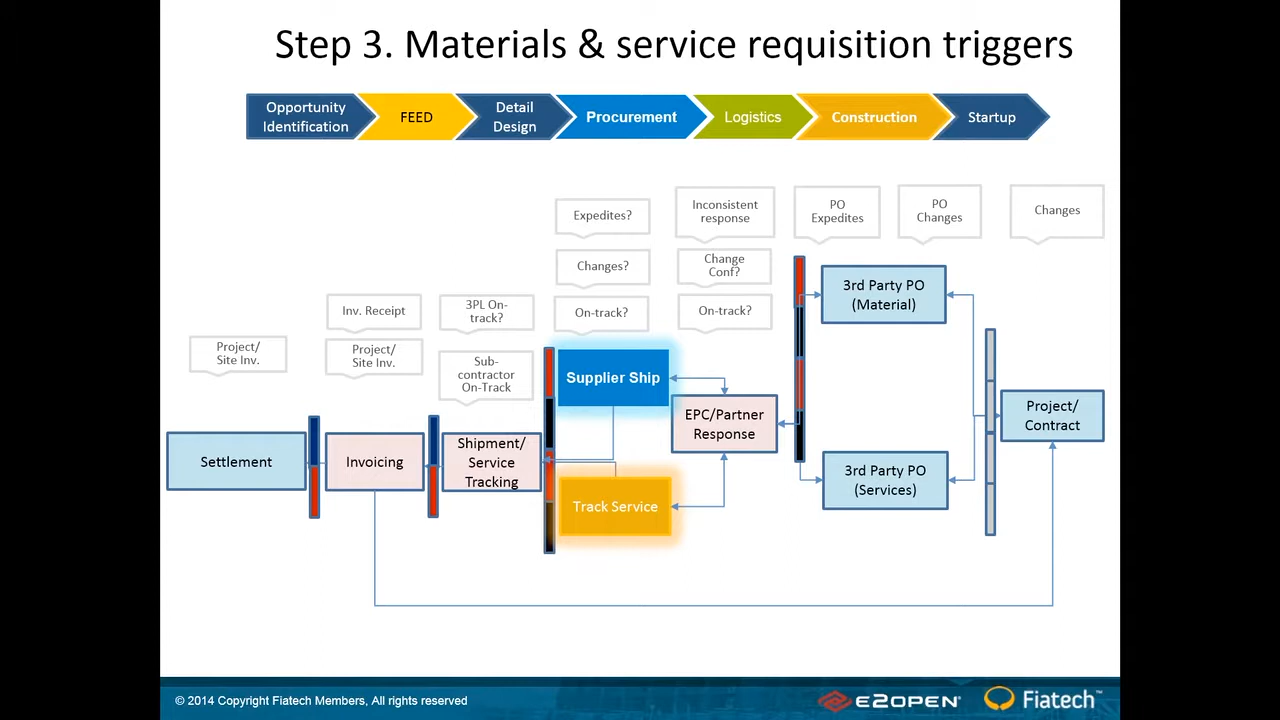 Step 3. Materials & service requisition triggers
Opportunity
Identification
FEED
Detail
Design
Procurement
Logistics
Construction
Startup
Expedites?
Inconsistent
response
PO
Expedites
PO
Changes
Changes
Changes?
Change
Conf?
Inv. Receipt
3PL On-
track?
On-track?
On-track?
Project/
Site Inv.
Project/
Site Inv.
Sub-
contractor
On-Track
3rd Party PO
(Material)
Supplier Ship
EPC/Partner
Response
Project/
Contract
Settlement
Invoicing
Shipment/
Service
Tracking
Track Service
3rd Party PO
(Services)
© 2014 Copyright Fiatech Members, All rights reserved
E2OPEN®
Fiatech™